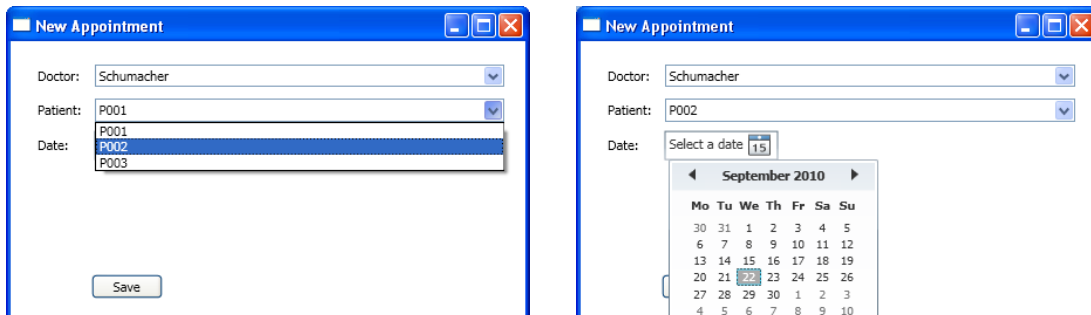 New Appointment
Doctor: Schumacher
Patient: P001
P001
Date: P002
P003
Save
New Appointment
Doctor: Schumacher
Patient: P002
Date: Select a date 15
September 2010
Mo Tu We Th Fr Sa Su
30 31 1 2 3 4 5
6 7 8 9 10 11 12
13 14 15 16 17 18 19
20 21 22 23 24 25 26
27 28 29 30 1 2 3
4 5 6 7 8 9 10